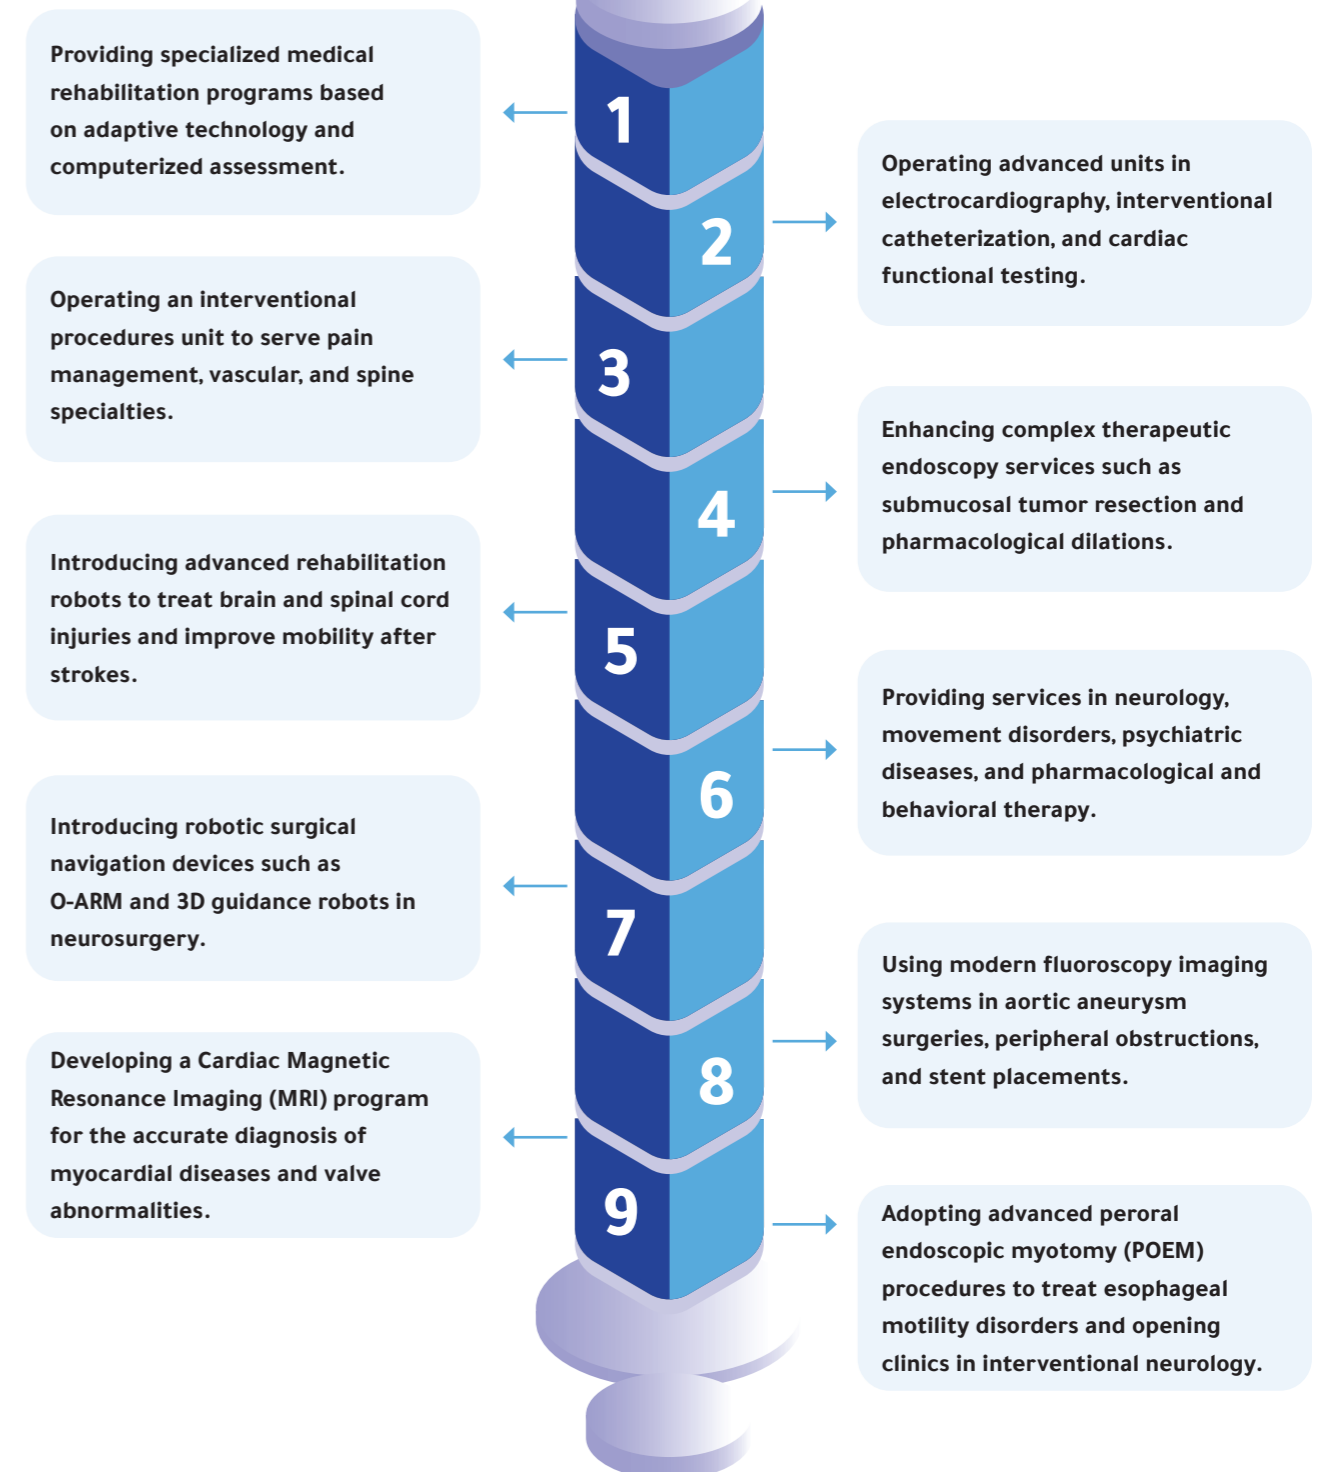 1
Providing specialized medical
rehabilitation programs based
on adaptive technology and
computerized assessment.
2
Operating advanced units in
electrocardiography, interventional
catheterization, and cardiac
functional testing.
3
Operating an interventional
procedures unit to serve pain
management, vascular, and spine
specialties.
4
Enhancing complex therapeutic
endoscopy services such as
submucosal tumor resection and
pharmacological dilations.
5
Introducing advanced rehabilitation
robots to treat brain and spinal cord
injuries and improve mobility after
strokes.
6
Providing services in neurology,
movement disorders, psychiatric
diseases, and pharmacological and
behavioral therapy.
7
Introducing robotic surgical
navigation devices such as
O-ARM and 3D guidance robots in
neurosurgery.
8
Using modern fluoroscopy imaging
systems in aortic aneurysm
surgeries, peripheral obstructions,
and stent placements.
9
Developing a Cardiac Magnetic
Resonance Imaging (MRI) program
for the accurate diagnosis of
myocardial diseases and valve
abnormalities.
Adopting advanced peroral
endoscopic myotomy (POEM)
procedures to treat esophageal
motility disorders and opening
clinics in interventional neurology.